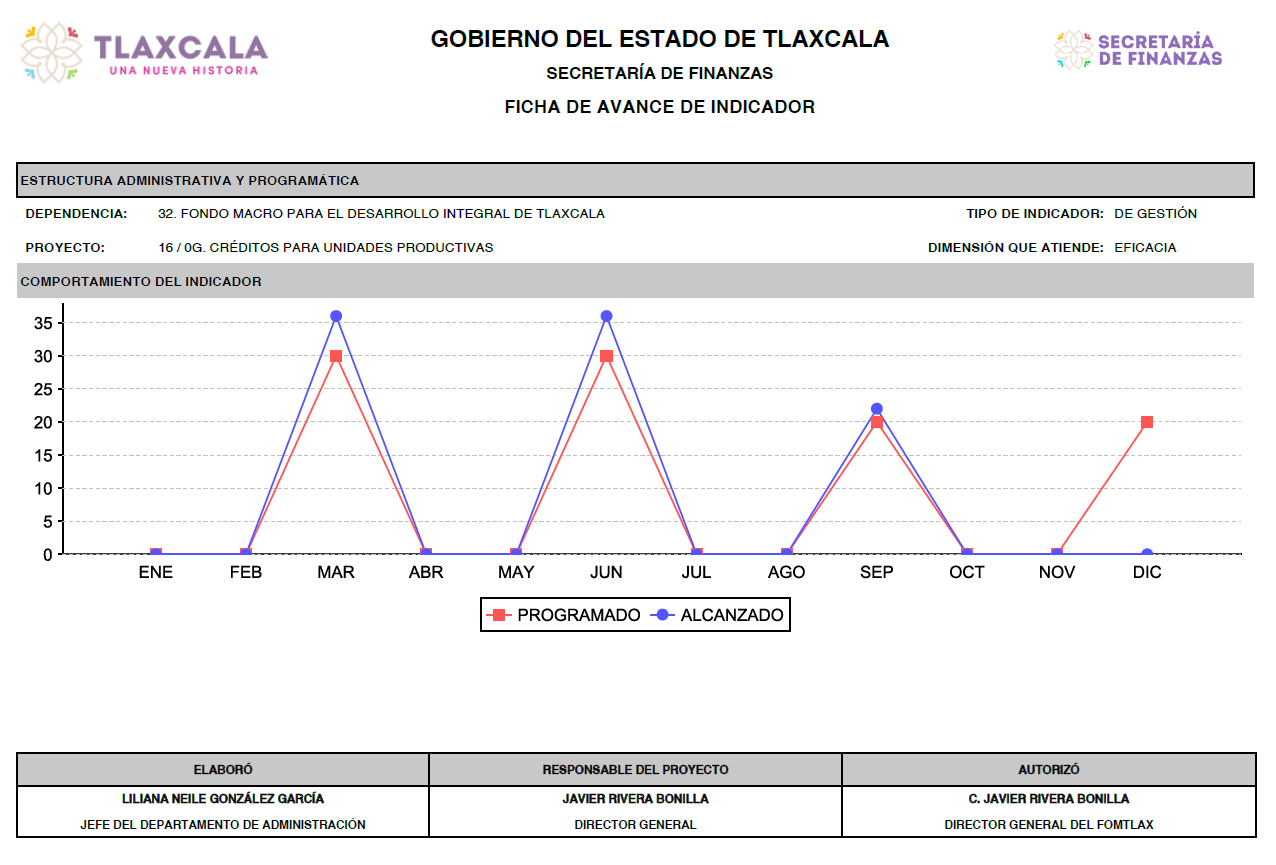 TLAXCALA
UNA NUEVA HISTORIA
GOBIERNO DEL ESTADO DE TLAXCALA
SECRETARÍA DE FINANZAS
FICHA DE AVANCE DE INDICADOR
SECRETARÍA
DE FINANZAS
ESTRUCTURA ADMINISTRATIVA Y PROGRAMÁTICA
DEPENDENCIA: 32. FONDO MACRO PARA EL DESARROLLO INTEGRAL DE TLAXCALA TIPO DE INDICADOR: DE GESTIÓN
PROYECTO: 16 / 0G. CRÉDITOS PARA UNIDADES PRODUCTIVAS DIMENSIÓN QUE ATIENDE: EFICACIA
COMPORTAMIENTO DEL INDICADOR
35
30
25
20
15
10
5
0
ENE FEB MAR ABR MAY JUN JUL AGO SEP OCT NOV DIC
PROGRAMADO ALCANZADO
ELABORÓ RESPONSABLE DEL PROYECTO AUTORIZÓ
LILIANA NEILE GONZÁLEZ GARCÍA JAVIER RIVERA BONILLA C. JAVIER RIVERA BONILLA
JEFE DEL DEPARTAMENTO DE ADMINISTRACIÓN DIRECTOR GENERAL DIRECTOR GENERAL DEL FOMTLAX